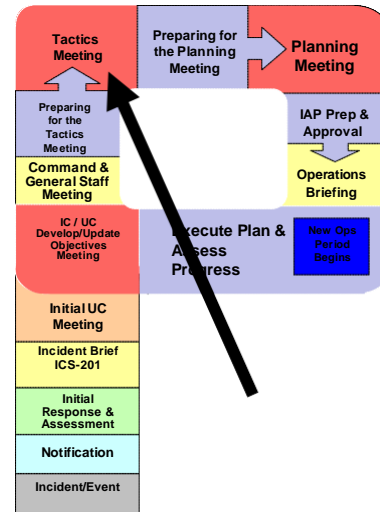 Tactics
Meeting
Preparing for
the Planning
Meeting
Planning
Meeting
Preparing
for the
Tactics
Meeting
IAP Prep &
Approval
Command &
General Staff
Meeting
Operations
Briefing
IC / UC
Develop/Update
Objectives
Meeting
Execute Plan &
Assess
Progress
New Ops
Period
Begins
Initial UC
Meeting
Incident Brief
ICS-201
Initial
Response &
Assessment
Notification
Incident/Event